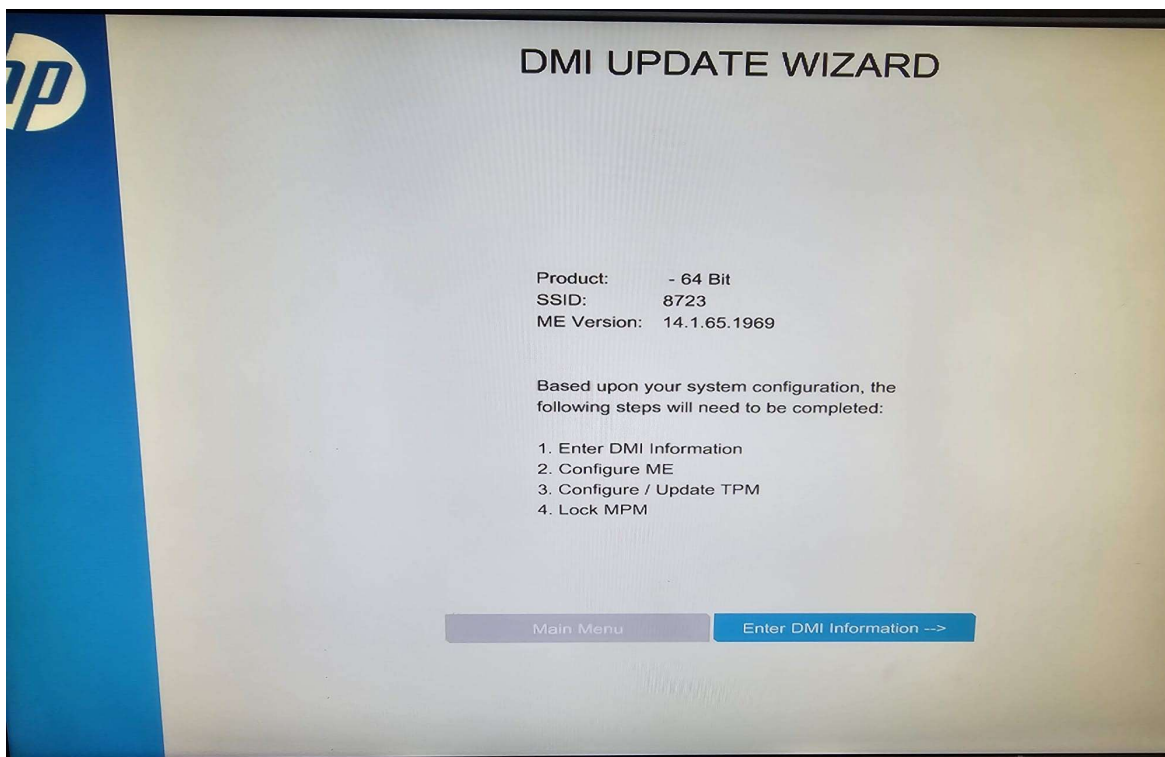 hp
DMI UPDATE WIZARD
Product: - 64 Bit
SSID: 8723
ME Version: 14.1.65.1969
Based upon your system configuration, the
following steps will need to be completed:
1. Enter DMI Information
2. Configure ME
3. Configure / Update TPM
4. Lock MPM
Main Menu
Enter DMI Information -->